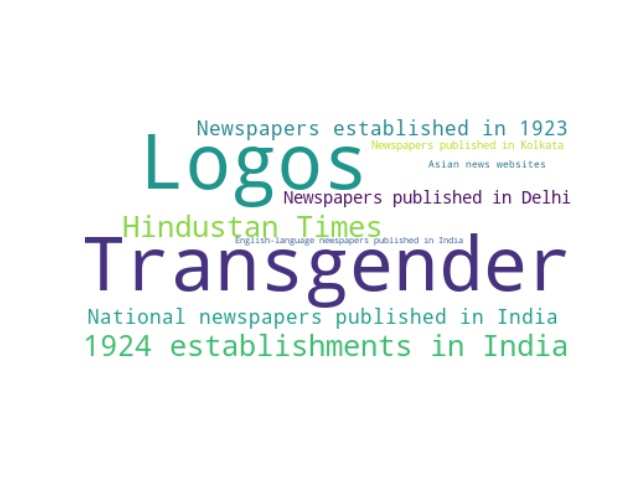 Newspapers established in 1923
Logos
Newspapers published in Kolkata
Asian news websites
Newspapers published in Delhi
Hindustan Times
English-language newspapers published in India
Transgender
National newspapers published in India
1924 establishments in India